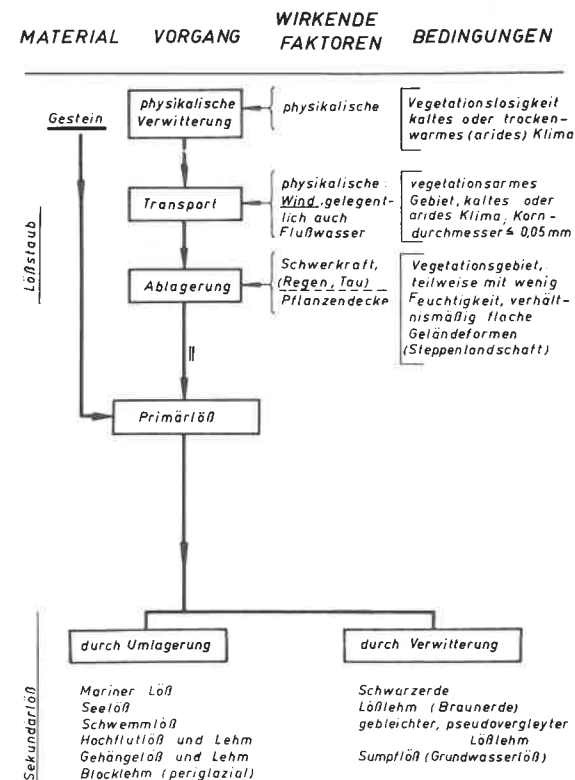 MATERIAL VORGANG WIRKENDE FAKTOREN BEDINGUNGEN
Gestein
physikalische
Verwitterung
physikalische
Vegetationslosigkeit
kaltes oder trocken-
warmes (arides) Klima
Lößstaub
Transport
physikalische:
Wind, gelegent-
lich auch
Flußwasser
vegetationsarmes
Gebiet, kaltes oder
arides Klima, Korn-
durchmesser ≤ 0,05mm
Ablagerung
Schwerkraft,
(Regen, Tau)
Pflanzendecke
Vegetationsgebiet,
teilweise mit wenig
Feuchtigkeit, verhält-
nismäßig flache
Geländeformen
(Steppenlandschaft)
Primärlöß
Sekundärlöß
durch Umlagerung
Mariner Löß
Seelöß
Schwemmlöß
Hochflutlöß und Lehm
Gehängelöß und Lehm
Blocklehm (periglazial)
durch Verwitterung
Schwarzerde
Lößlehm (Braunerde)
gebleichter, pseudovergleyter
Lößlehm
Sumpflöß (Grundwasserlöß)